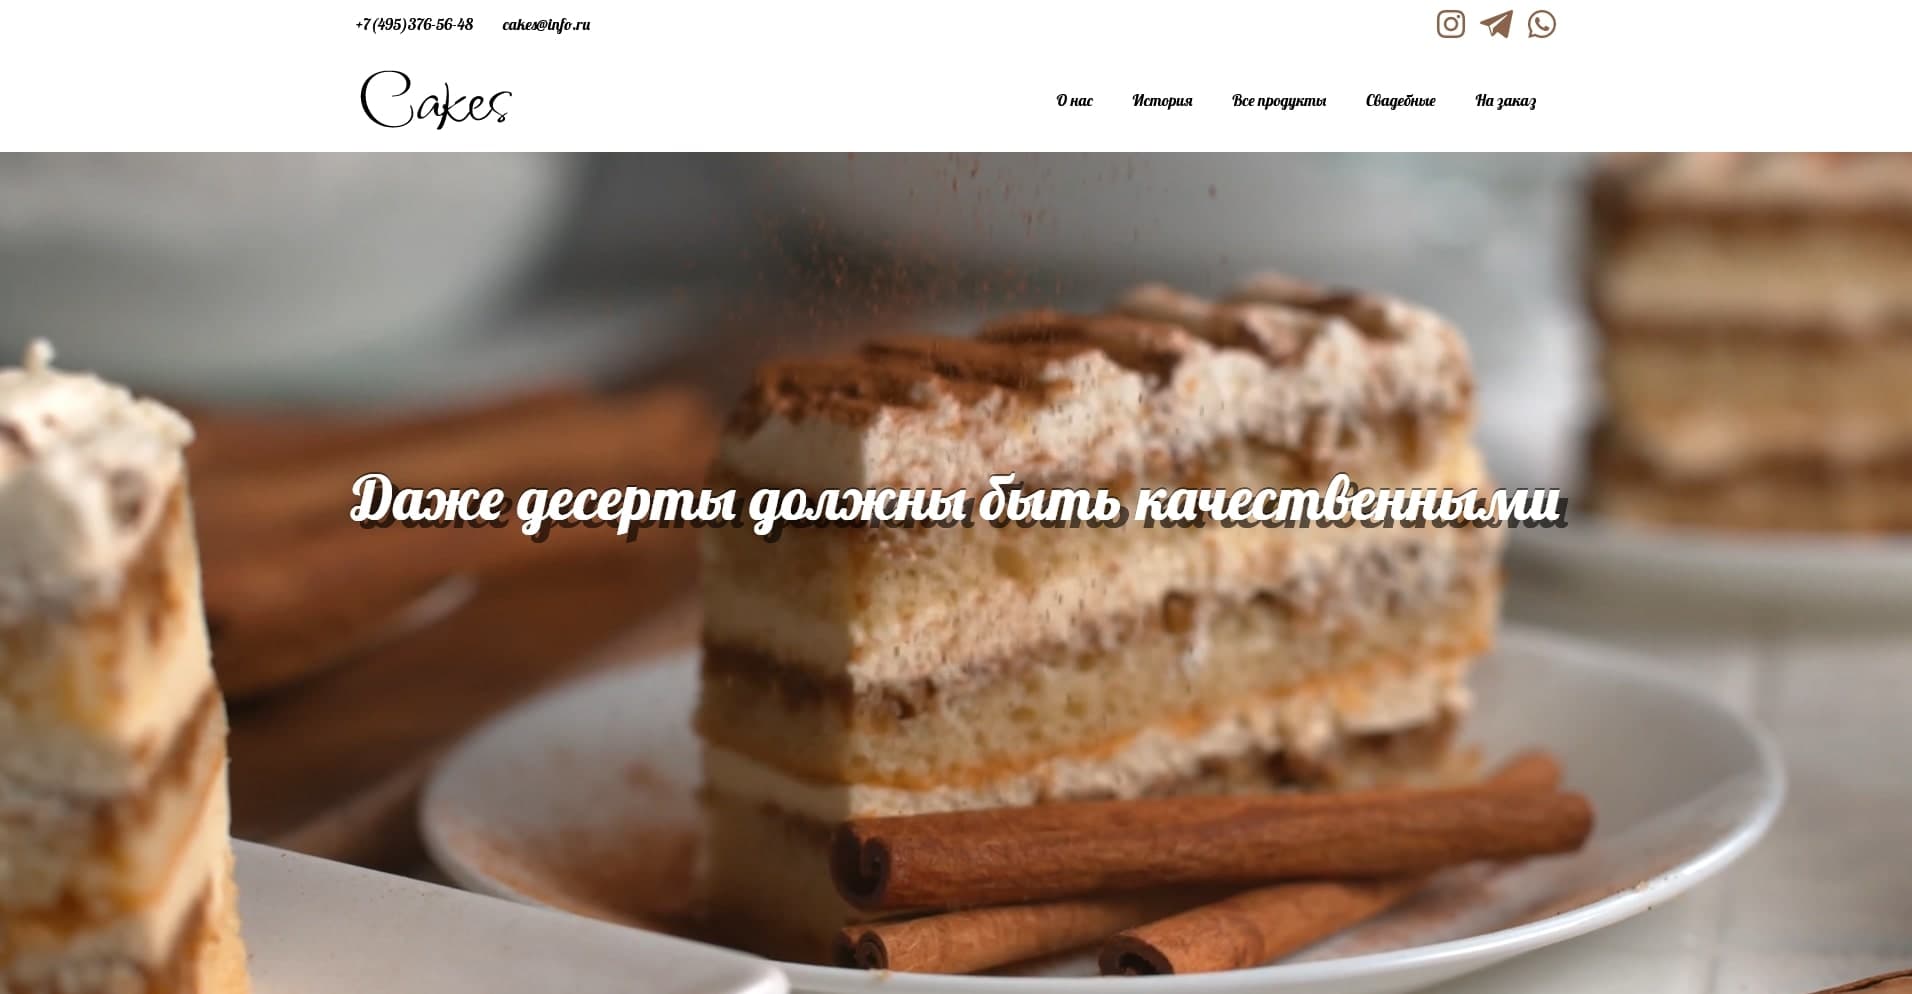 +7(495)376-56-48 cakes@info.ru
Cakes
О нас История Все продукты Свадебные На заказ
Даже десерты должны быть качественными